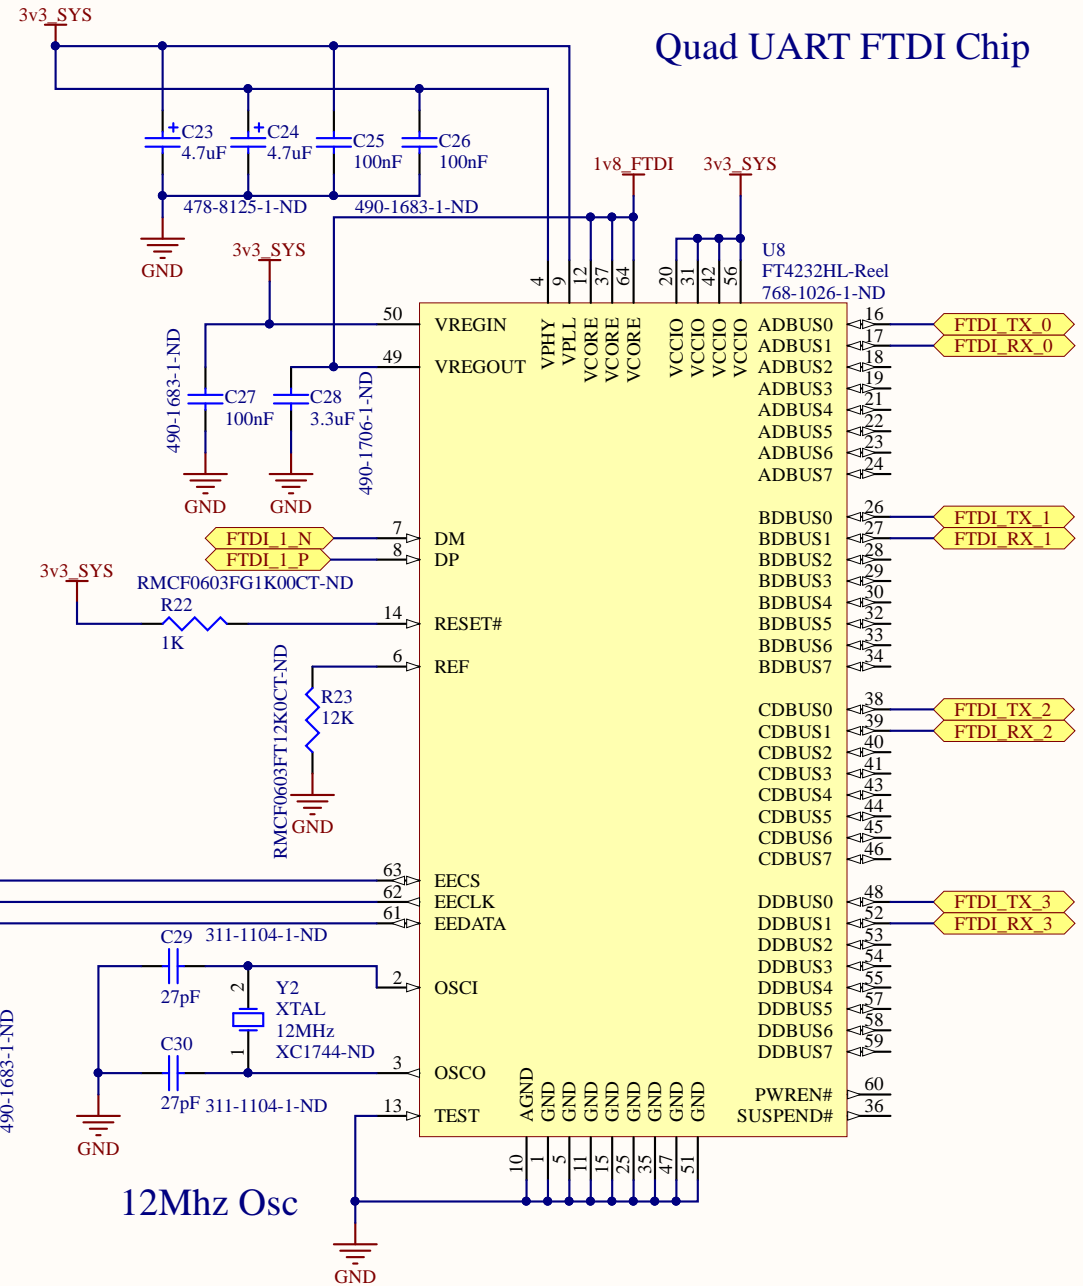 3v3_SYS
Quad UART FTDI Chip
C23
4.7uF
C24
4.7uF
C25
100nF
C26
100nF
478-8125-1-ND
490-1683-1-ND
GND
1v8_FTDI
3v3_SYS
3v3_SYS
U8
FT4232HL-Reel
768-1026-1-ND
4
9
12
37
64
20
31
42
56
VPHY
VPLL
VCORE
VCORE
VCORE
VCCIO
VCCIO
VCCIO
VCCIO
50 VREGIN
49 VREGOUT
490-1683-1-ND
C27
100nF
C28
3.3uF
490-1706-1-ND
GND
GND
FTDI_1_N 7 DM
FTDI_1_P 8 DP
3v3_SYS
RMCF0603FG1K00CT-ND
R22
1K
14 RESET#
6 REF
RMCF0603FT12K0CT-ND
R23
12K
GND
63 EECS
62 EECLK
61 EEDATA
311-1104-1-ND
C29
27pF
2 OSCI
2
Y2
XTAL
12MHz
XC1744-ND
1
C30
27pF 311-1104-1-ND
3 OSCO
13 TEST
GND
490-1683-1-ND
ADBUS0 16 FTDI_TX_0
ADBUS1 17 FTDI_RX_0
ADBUS2 18
ADBUS3 19
ADBUS4 21
ADBUS5 22
ADBUS6 23
ADBUS7 24
BDBUS0 26 FTDI_TX_1
BDBUS1 27 FTDI_RX_1
BDBUS2 28
BDBUS3 29
BDBUS4 30
BDBUS5 32
BDBUS6 33
BDBUS7 34
CDBUS0 38 FTDI_TX_2
CDBUS1 39 FTDI_RX_2
CDBUS2 40
CDBUS3 41
CDBUS4 43
CDBUS5 44
CDBUS6 45
CDBUS7 46
DDBUS0 48 FTDI_TX_3
DDBUS1 52 FTDI_RX_3
DDBUS2 53
DDBUS3 54
DDBUS4 55
DDBUS5 57
DDBUS6 58
DDBUS7 59
PWREN# 60
SUSPEND# 36
AGND
GND
GND
GND
GND
GND
GND
GND
GND
10
1
5
11
15
25
35
47
51
12Mhz Osc
GND